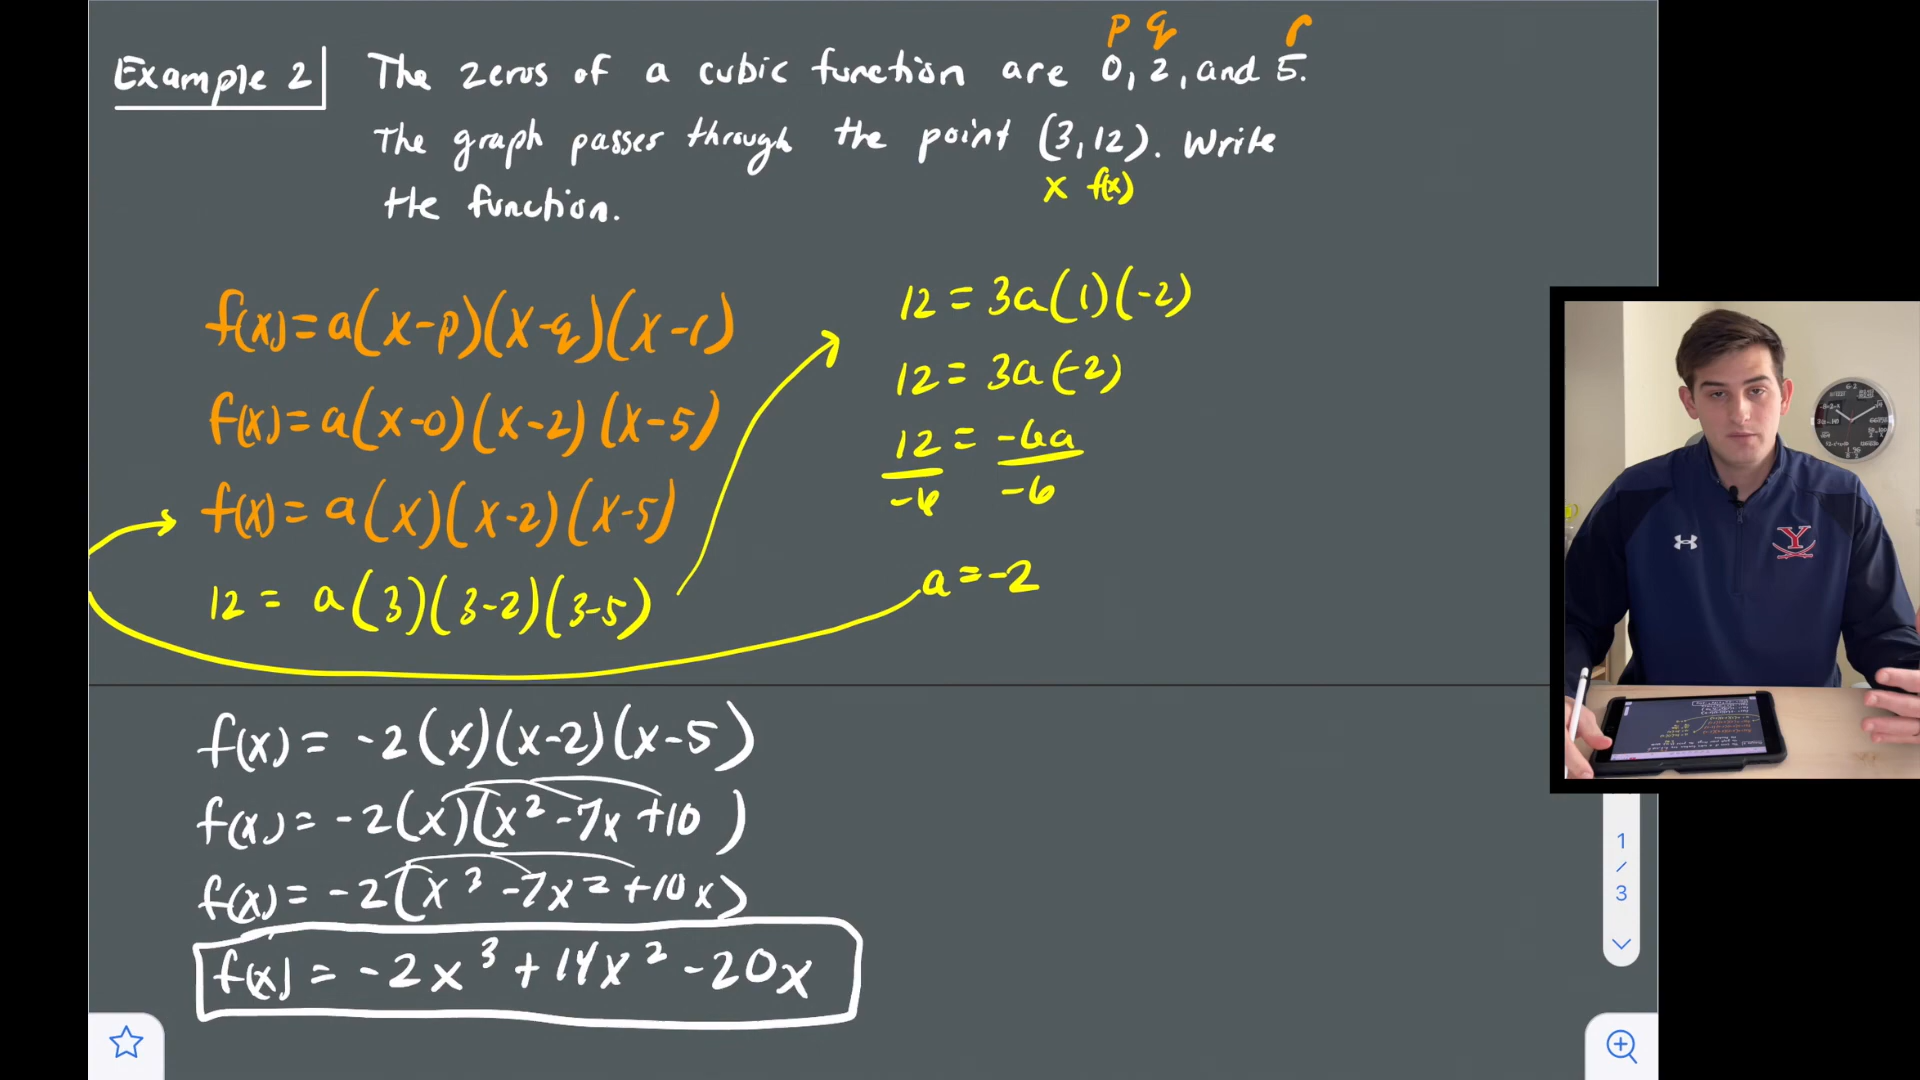 p q r
Example 2 The zeros of a cubic function are 0, 2, and 5.
The graph passes through the point (3,12). Write
x f(x)
the function.
f(x) = a(x-p)(x-q)(x-r)
f(x) = a(x-0)(x-2)(x-5)
f(x) = a(x)(x-2)(x-5)
12 = a(3)(3-2)(3-5)
12 = 3a(1)(-2)
12 = 3a(-2)
12 = -6a
-6 -6
a = -2
f(x) = -2(x)(x-2)(x-5)
f(x) = -2(x)(x² -7x +10)
f(x) = -2(x³ -7x² +10x)
f(x) = -2x³ + 14x² -20x
Y
1
/
3